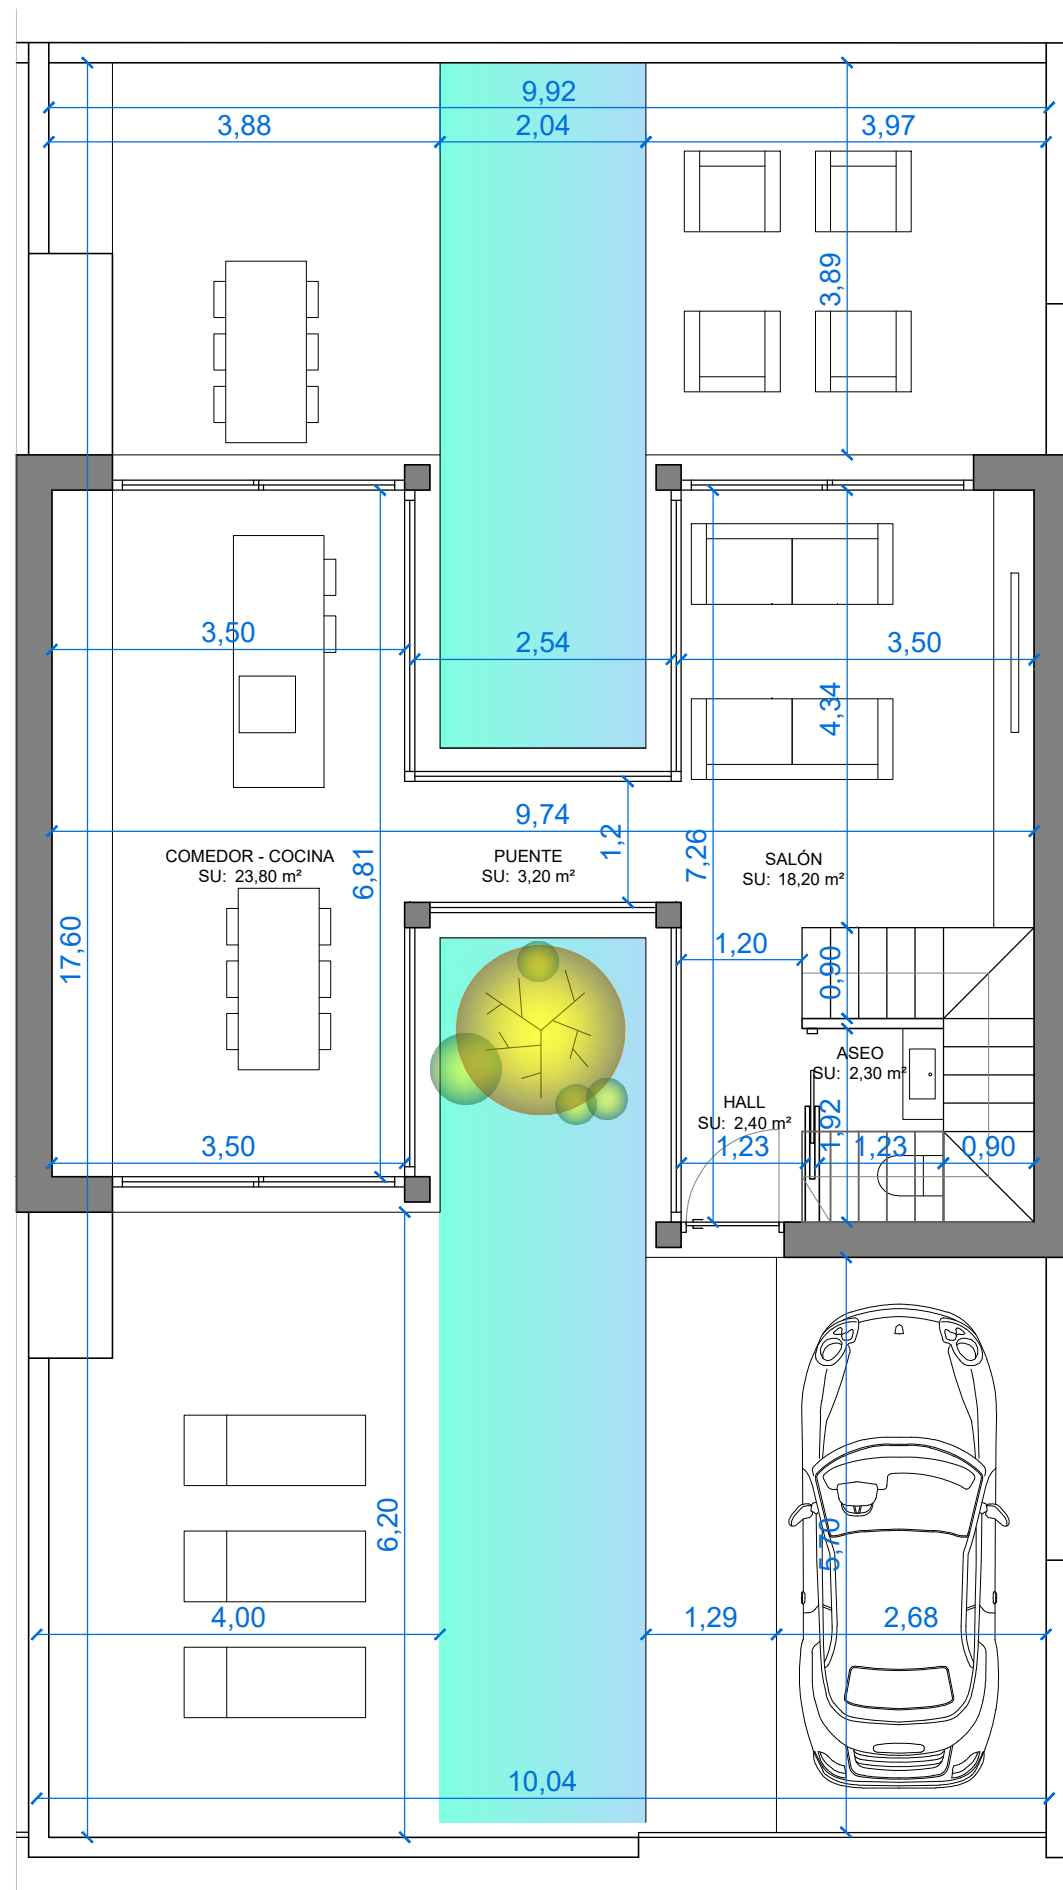 9,92
3,88
2,04
3,97
3,89
3,50
2,54
3,50
4,34
9,74
1,2
COMEDOR - COCINA
SU: 23,80 m²
6,81
PUENTE
SU: 3,20 m²
7,26
SALÓN
SU: 18,20 m²
17,60
1,20
0,90
ASEO
SU: 2,30 m²
HALL
SU: 2,40 m²
1,92
3,50
1,23
1,23
0,90
6,20
5,70
4,00
1,29
2,68
10,04